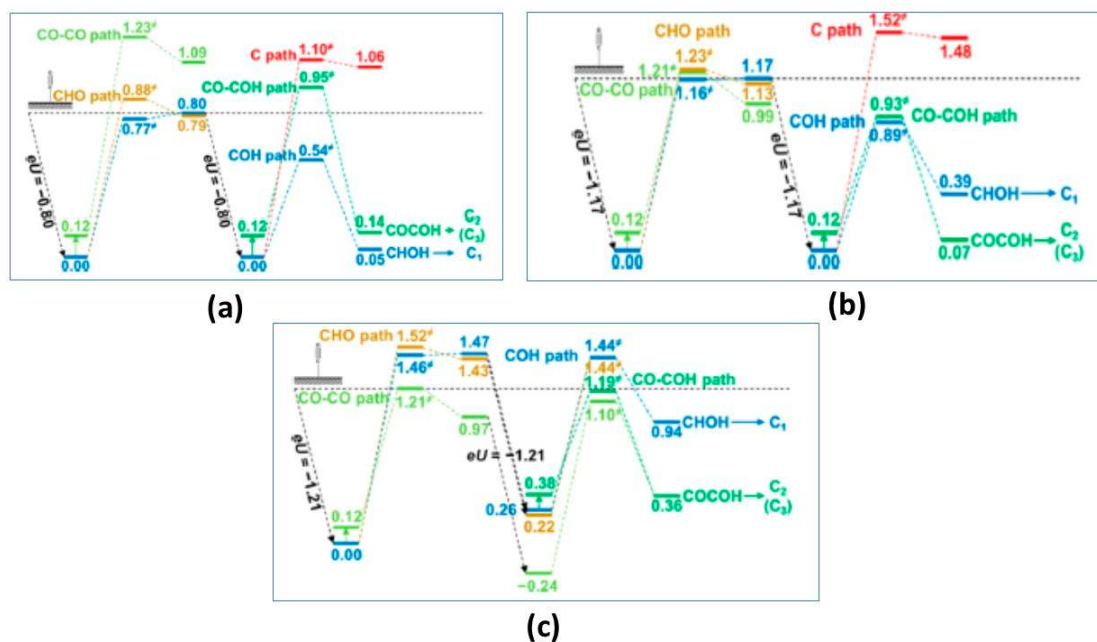 CO-CO path 1.23≠
1.09
C path 1.10≠ 1.06
0.95≠
CO-COH path
CHO path 0.88≠
0.80
0.77≠ 0.79
COH path 0.54≠
eU = −0.80
eU = −0.80
0.12
0.00
0.12
0.00
0.14 COCOH → C₂
(C₃)
0.05 CHOH → C₁
(a)
CHO path
1.23≠ 1.17
1.21≠
CO-CO path 1.16≠ 1.13
0.99
C path 1.52≠ 1.48
0.93≠
CO-COH path
COH path 0.89≠
eU = −1.17
eU = −1.17
0.12
0.00
0.12
0.00
0.39 CHOH → C₁
0.07 COCOH → C₂
(C₃)
(b)
CHO path 1.52≠ 1.47
1.46≠ 1.43
COH path 1.44≠
1.44≠
CO-COH path
1.19≠
1.10≠
CO-CO path 1.21≠
0.97
eU = −1.21
eU = −1.21
0.12
0.00
0.38
0.26
0.22
−0.24
0.94 CHOH → C₁
0.36 COCOH → C₂
(C₃)
(c)